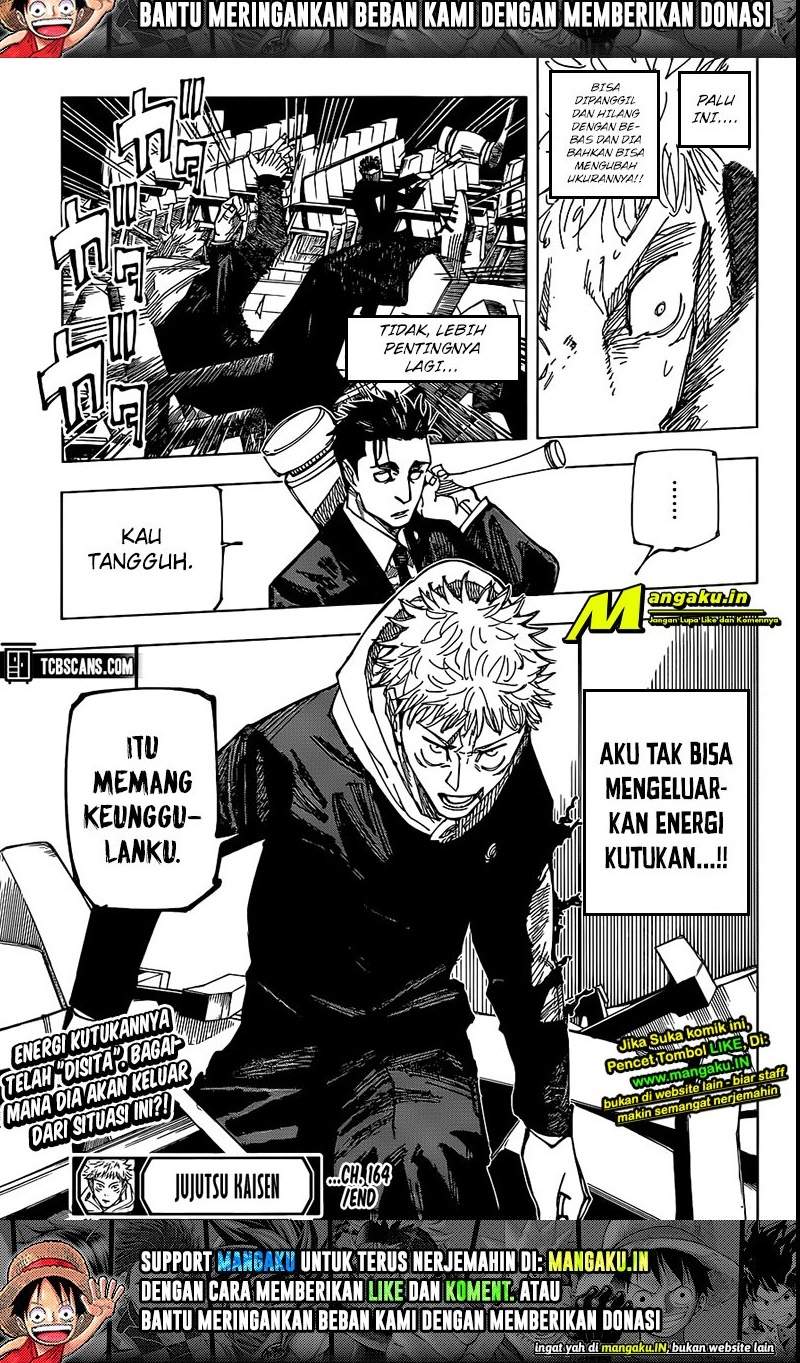 BANTU MERINGANKAN BEBAN KAMI DENGAN MEMBERIKAN DONASI
PALU
INI....
BISA
DIPANGGIL
DAN HILANG
DENGAN BE-
BAS DAN DIA
BAHKAN BISA
MENGUBAH
UKURANNYA!!
ガタ
ガタ
ガタ
TIDAK, LEBIH
PENTINGNYA
LAGI...
......
KAU
TANGGUH.
Mangaku.in
Jangan Lupa Like dan Komennya
TCBSCANS.COM
AKU TAK BISA
MENGELUAR-
KAN ENERGI
KUTUKAN...!!
ITU
MEMANG
KEUNGGU-
LANKU.
ENERGI KUTUKANNYA
TELAH "DISITA". BAGAI-
MANA DIA AKAN KELUAR
DARI SITUASI INI?!
Jika Suka komik ini,
Pencet Tombol LIKE, Di:
www.mangaku.IN
bukan di website lain - biar staff
makin semangat nerjemahin
JUJUTSU KAISEN
...CH. 164
/END
SUPPORT MANGAKU UNTUK TERUS NERJEMAHIN DI: MANGAKU.IN
DENGAN CARA MEMBERIKAN LIKE DAN KOMENT. ATAU
BANTU MERINGANKAN BEBAN KAMI DENGAN MEMBERIKAN DONASI
ingat yah di mangaku.IN, bukan website lain